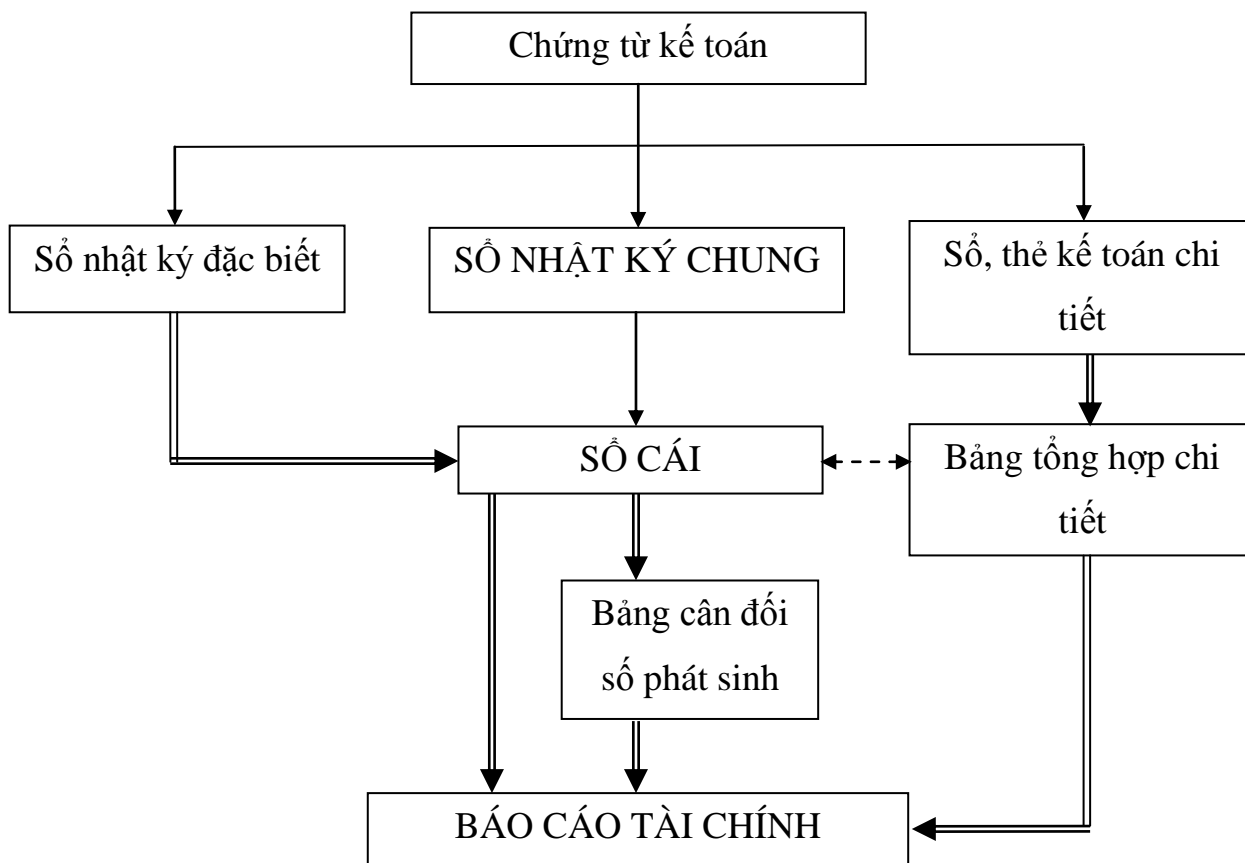 Chứng từ kế toán
Sổ nhật ký đặc biết
SỔ NHẬT KÝ CHUNG
Sổ, thẻ kế toán chi
tiết
SỔ CÁI
Bảng tổng hợp chi
tiết
Bảng cân đối
số phát sinh
BÁO CÁO TÀI CHÍNH